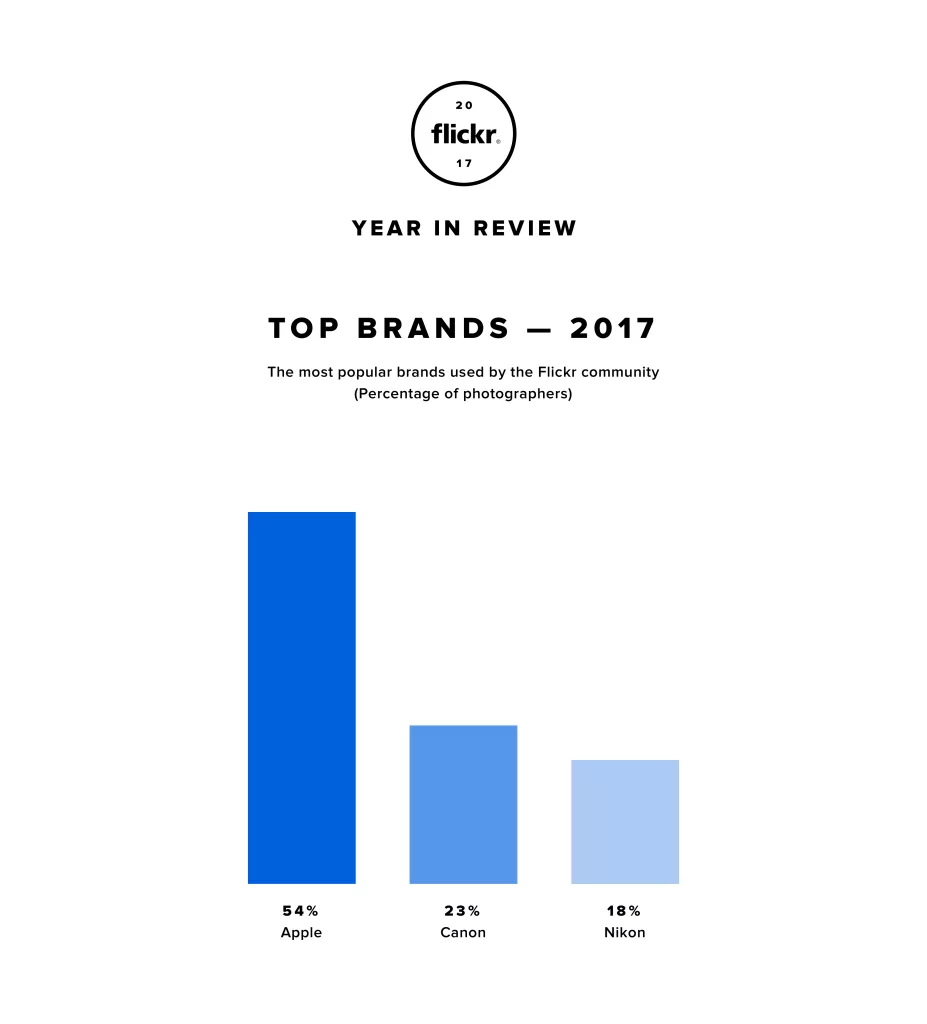 20
flickr®
17
YEAR IN REVIEW
TOP BRANDS — 2017
The most popular brands used by the Flickr community
(Percentage of photographers)
54% 23% 18%
Apple Canon Nikon